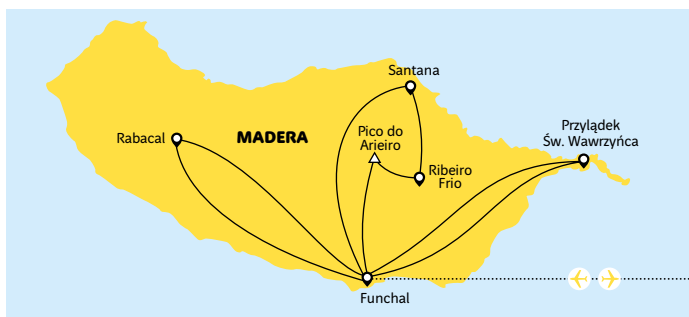 Santana
Przylądek
Św. Wawrzyńca
Rabacal
MADERA
Pico do
Arieiro
Ribeiro
Frio
Funchal